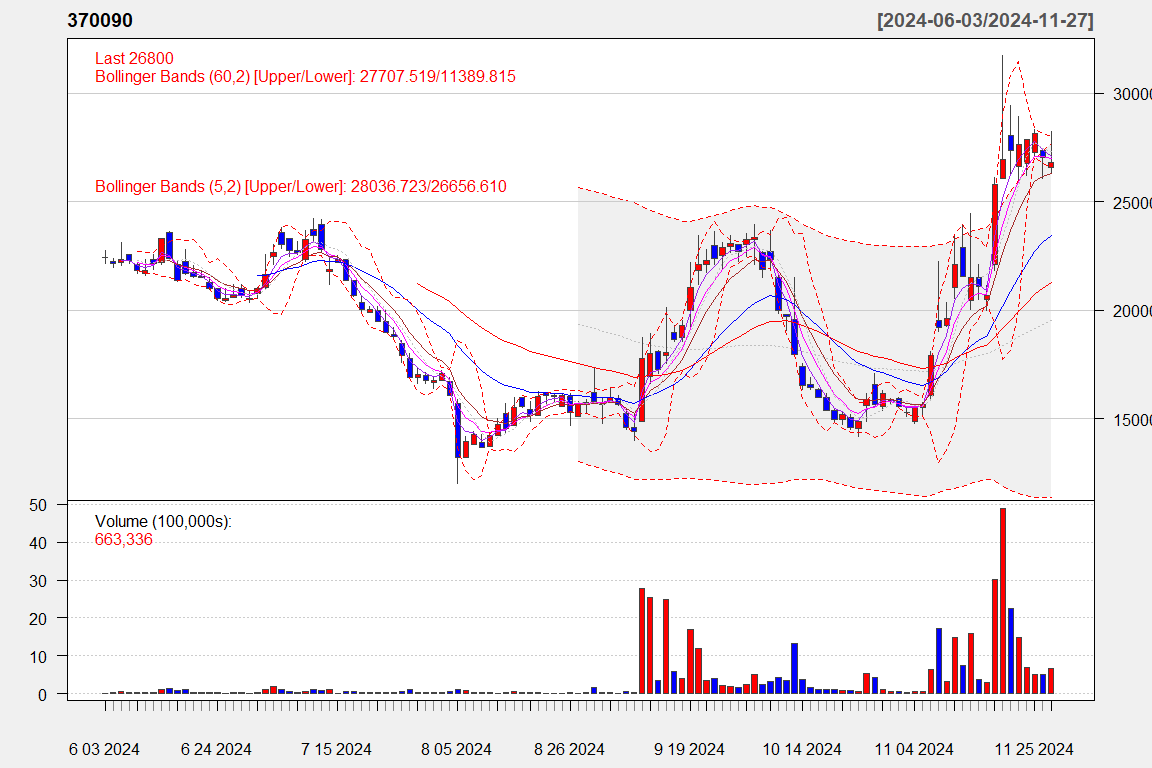 370090 [2024-06-03/2024-11-27]
Last 26800
Bollinger Bands (60,2) [Upper/Lower]: 27707.519/11389.815
30000
Bollinger Bands (5,2) [Upper/Lower]: 28036.723/26656.610
25000
20000
15000
Volume (100,000s):
663,336
50
40
30
20
10
0
6 03 2024 6 24 2024 7 15 2024 8 05 2024 8 26 2024 9 19 2024 10 14 2024 11 04 2024 11 25 2024